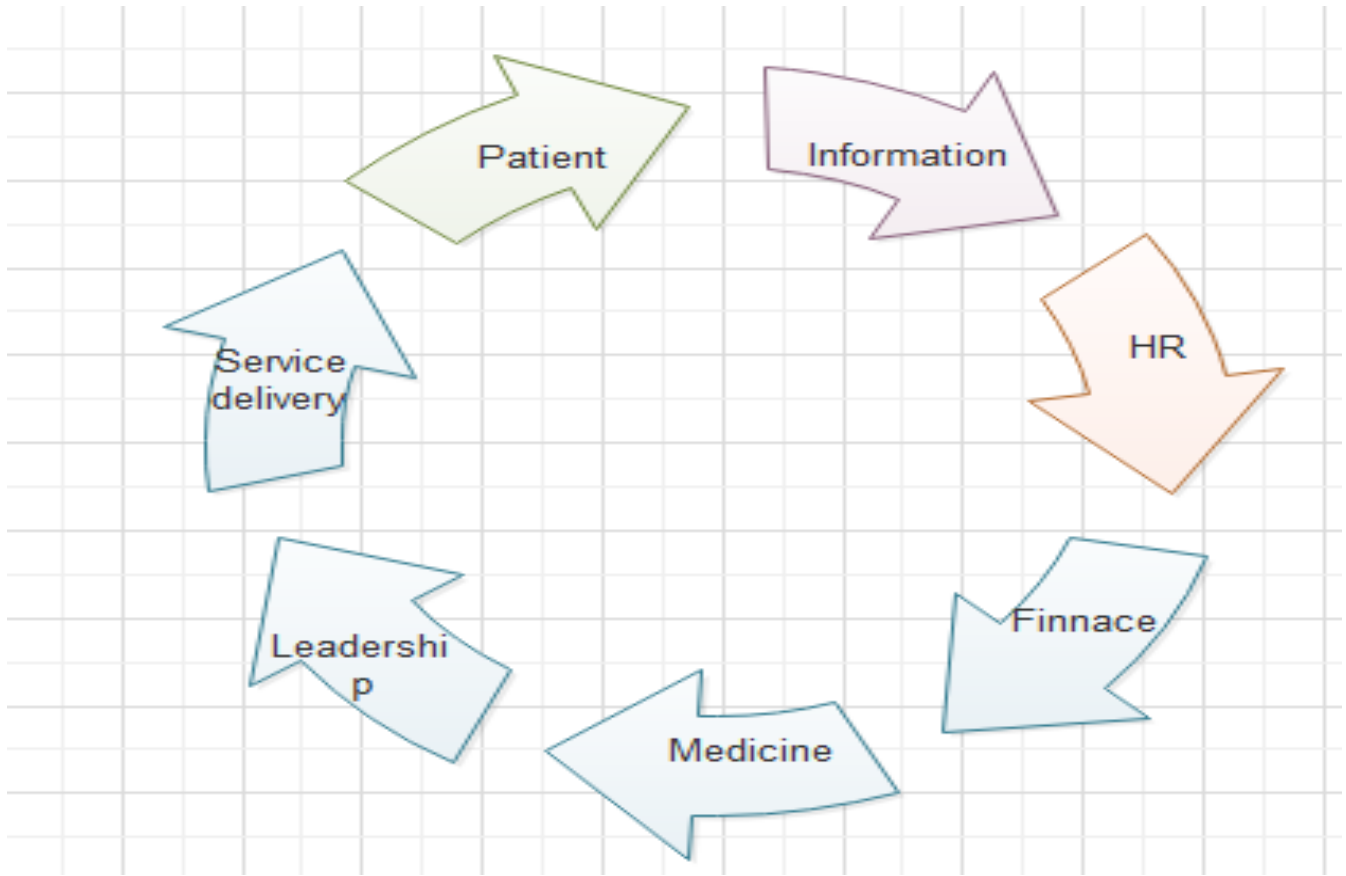 Patient
Information
HR
Finnace
Medicine
Leadershi
p
Service
delivery